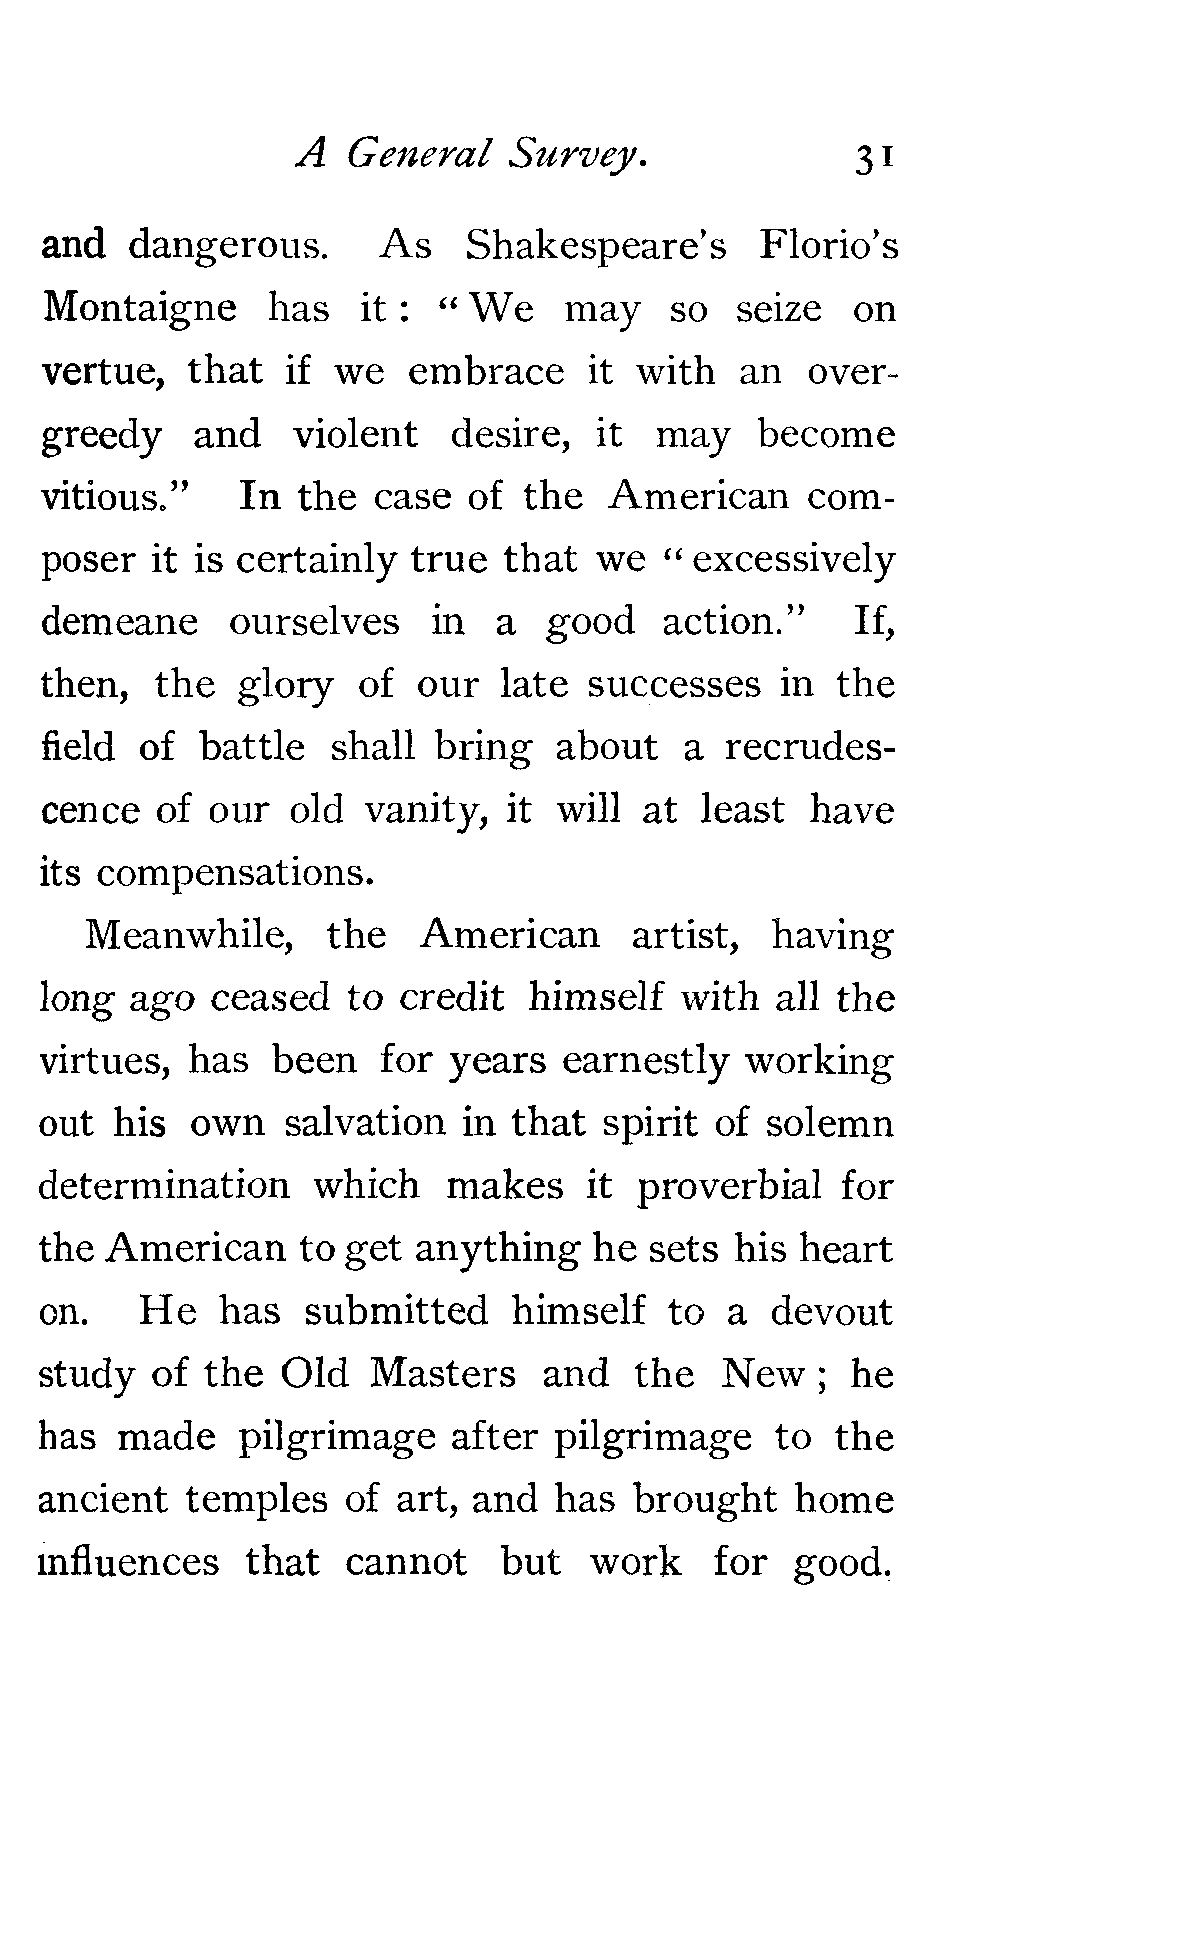 A General Survey. 31
and dangerous. As Shakespeare's Florio's
Montaigne has it : “ We may so seize on
vertue, that if we embrace it with an over-
greedy and violent desire, it may become
vitious.” In the case of the American com-
poser it is certainly true that we “ excessively
demeane ourselves in a good action.” If,
then, the glory of our late successes in the
field of battle shall bring about a recrudes-
cence of our old vanity, it will at least have
its compensations.
Meanwhile, the American artist, having
long ago ceased to credit himself with all the
virtues, has been for years earnestly working
out his own salvation in that spirit of solemn
determination which makes it proverbial for
the American to get anything he sets his heart
on. He has submitted himself to a devout
study of the Old Masters and the New ; he
has made pilgrimage after pilgrimage to the
ancient temples of art, and has brought home
influences that cannot but work for good.